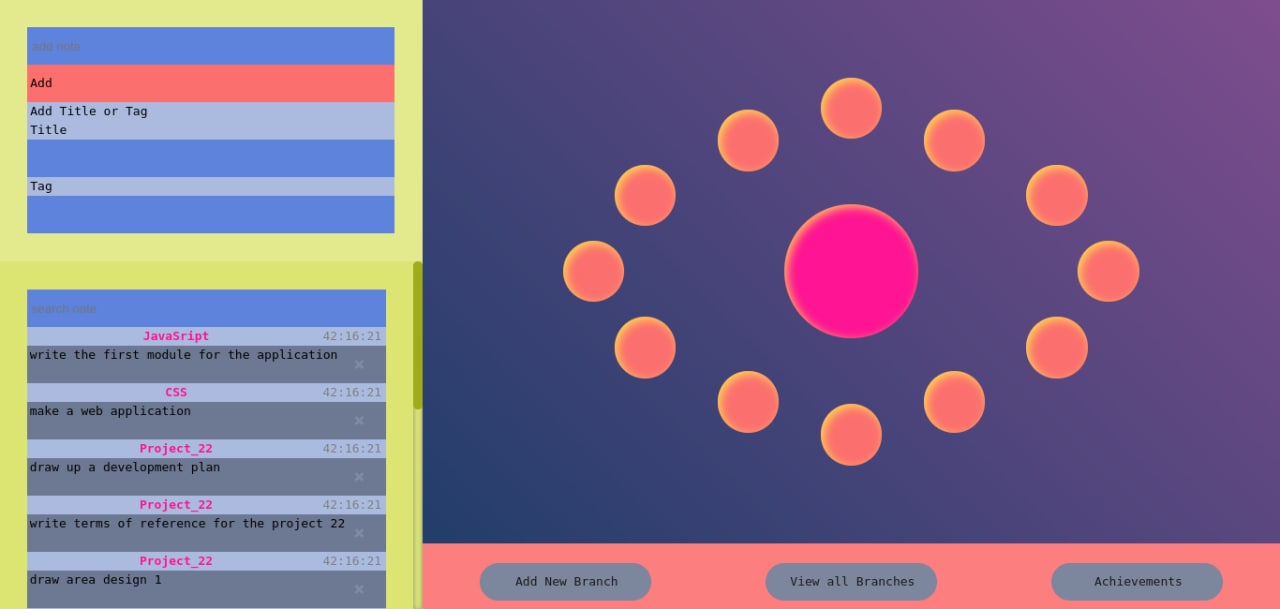 add note
Add
Add Title or Tag
Title
Tag
search note
JavaSript 42:16:21
write the first module for the application
×
CSS 42:16:21
make a web application
×
Project_22 42:16:21
draw up a development plan
×
Project_22 42:16:21
write terms of reference for the project 22
×
Project_22 42:16:21
draw area design 1
×
Add New Branch
View all Branches
Achievements